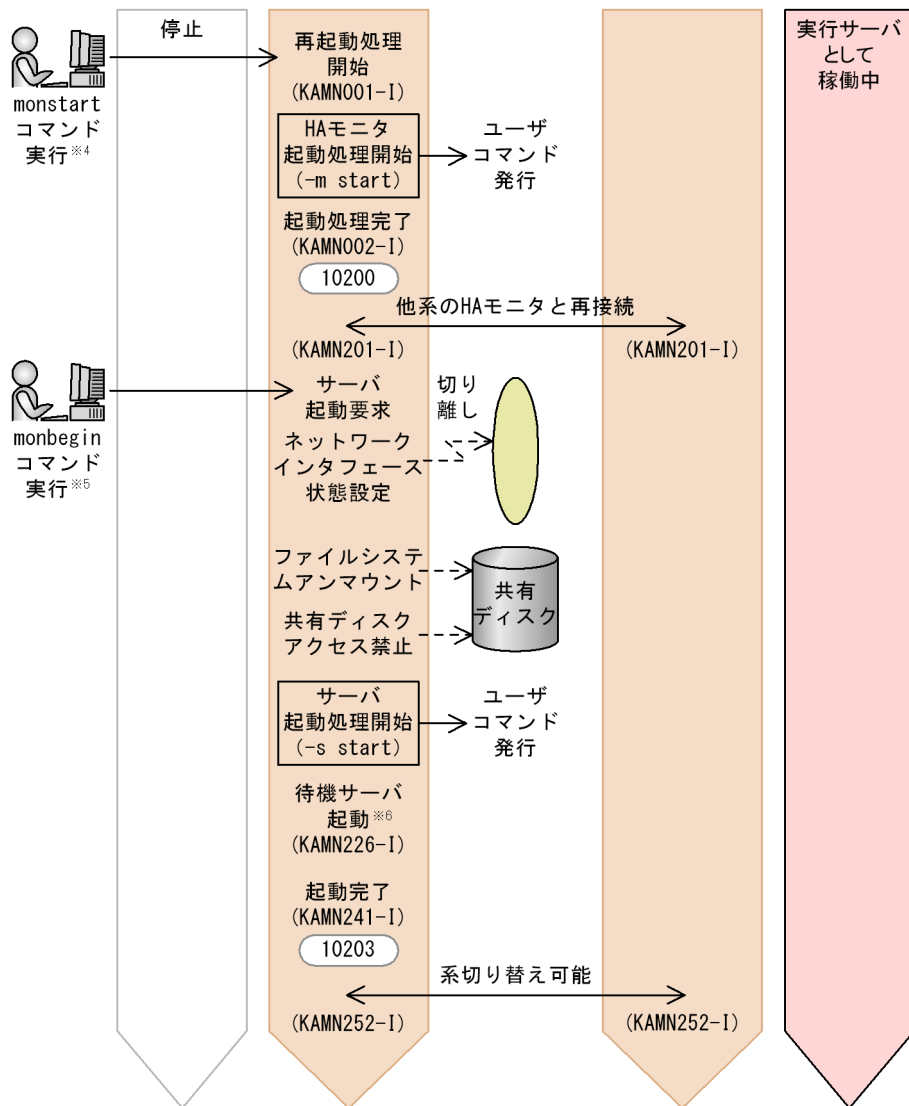 停止
実行サーバ
として
稼働中
monstart
コマンド
実行※4
再起動処理
開始
(KAMN001-I)
HAモニタ
起動処理開始
(-m start)
ユーザ
コマンド
発行
起動処理完了
(KAMN002-I)
10200
他系のHAモニタと再接続
(KAMN201-I)
(KAMN201-I)
monbegin
コマンド
実行※5
サーバ
起動要求
切り
離し
ネットワーク
インタフェース
状態設定
ファイルシステ
ムアンマウント
共有ディスク
アクセス禁止
共有
ディスク
サーバ
起動処理開始
(-s start)
ユーザ
コマンド
発行
待機サーバ
起動※6
(KAMN226-I)
起動完了
(KAMN241-I)
10203
系切り替え可能
(KAMN252-I)
(KAMN252-I)